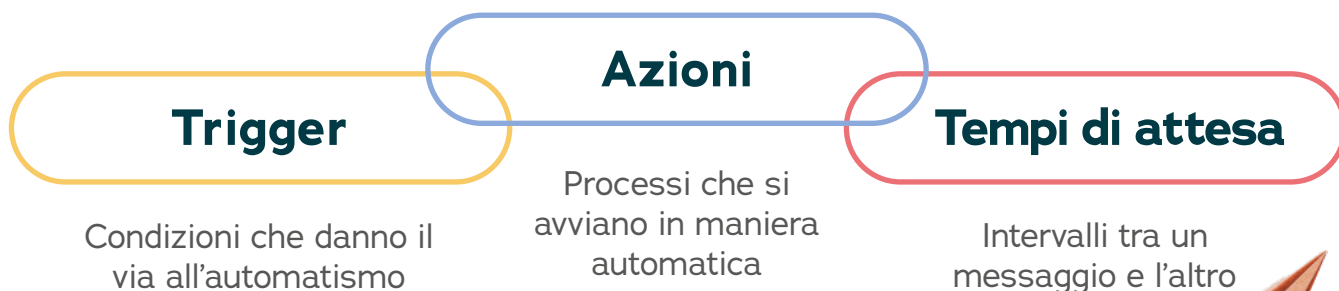 Trigger
Condizioni che danno il
via all’automatismo
Azioni
Processi che si
avviano in maniera
automatica
Tempi di attesa
Intervalli tra un
messaggio e l’altro